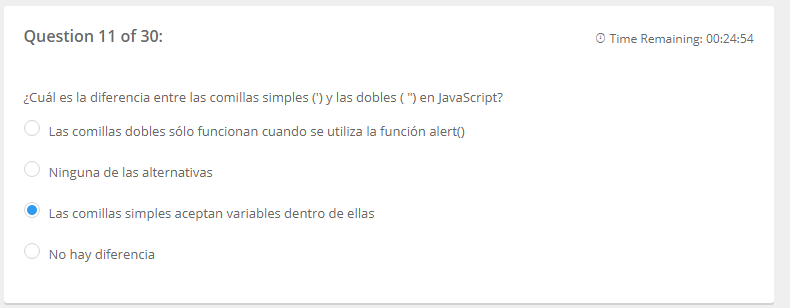 Question 11 of 30:
Time Remaining: 00:24:54
¿Cuál es la diferencia entre las comillas simples (') y las dobles ( ") en JavaScript?
Las comillas dobles sólo funcionan cuando se utiliza la función alert()
Ninguna de las alternativas
Las comillas simples aceptan variables dentro de ellas
No hay diferencia